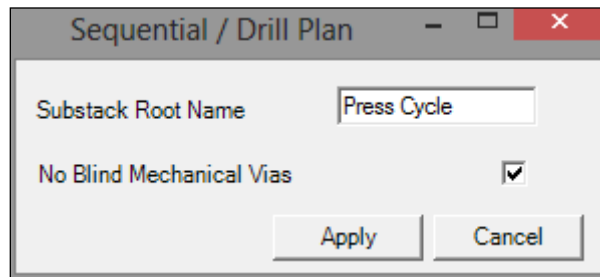 Sequential / Drill Plan
Substack Root Name Press Cycle
No Blind Mechanical Vias
Apply Cancel